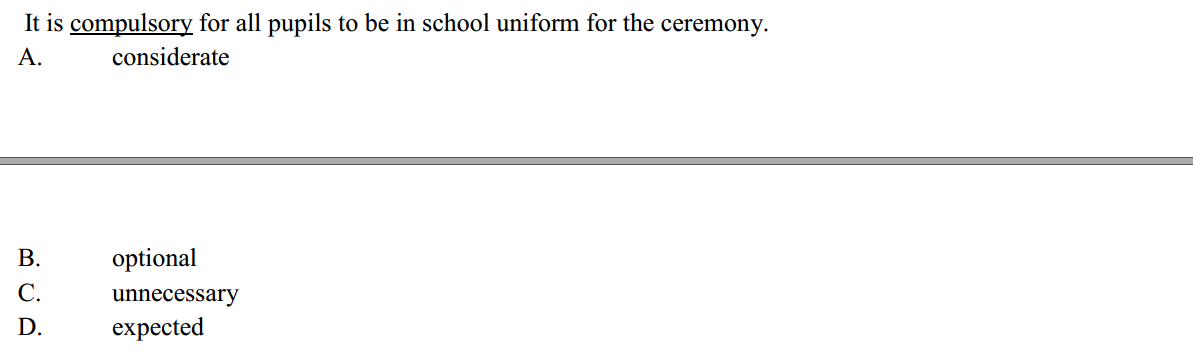 It is compulsory for all pupils to be in school uniform for the ceremony.
A. considerate
B. optional
C. unnecessary
D. expected